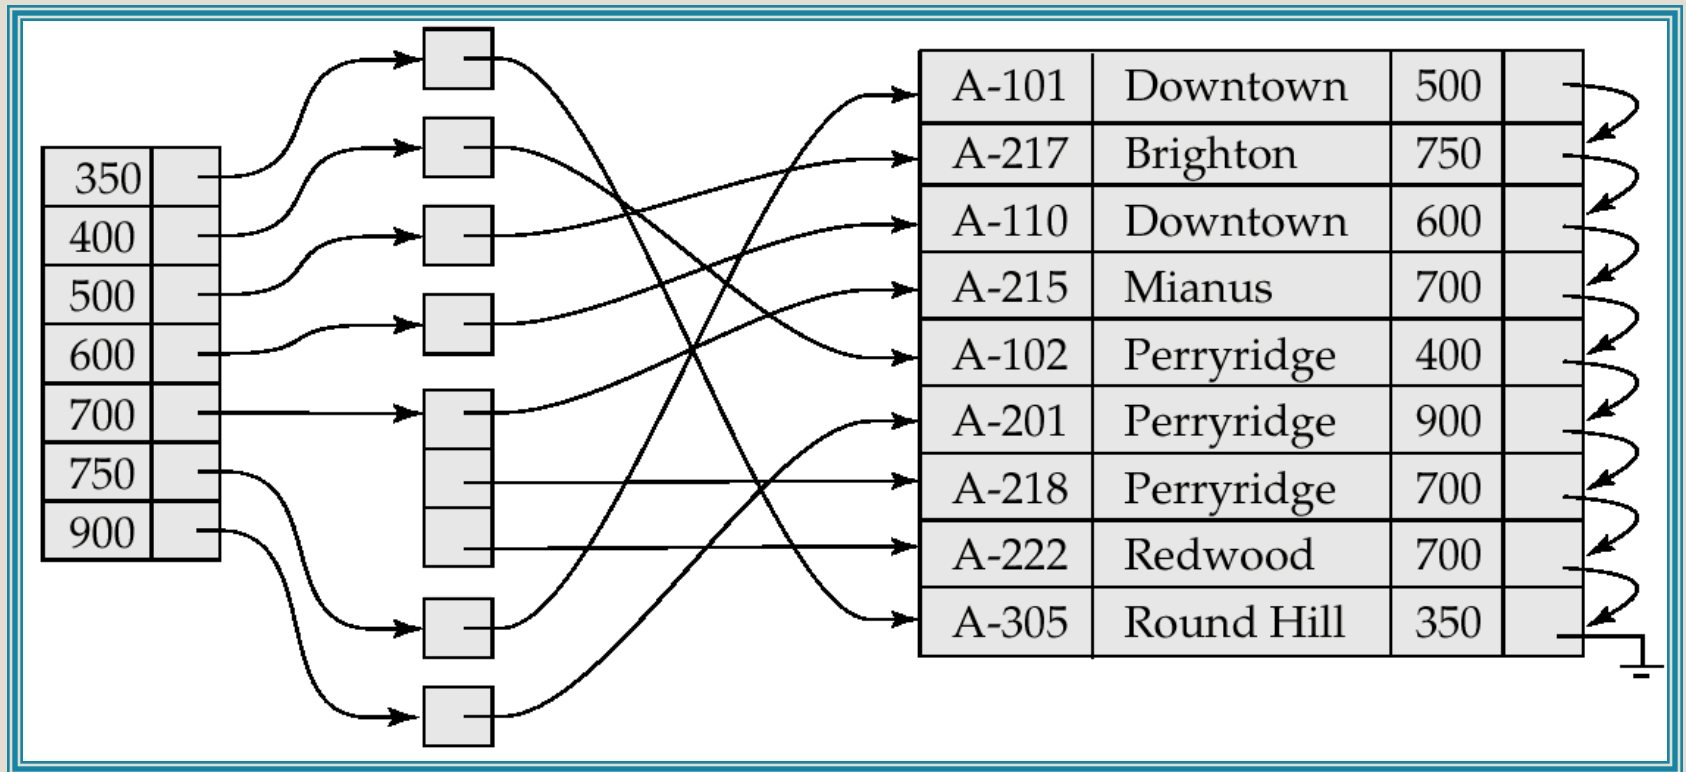 350
400
500
600
700
750
900
A-101 Downtown 500
A-217 Brighton 750
A-110 Downtown 600
A-215 Mianus 700
A-102 Perryridge 400
A-201 Perryridge 900
A-218 Perryridge 700
A-222 Redwood 700
A-305 Round Hill 350